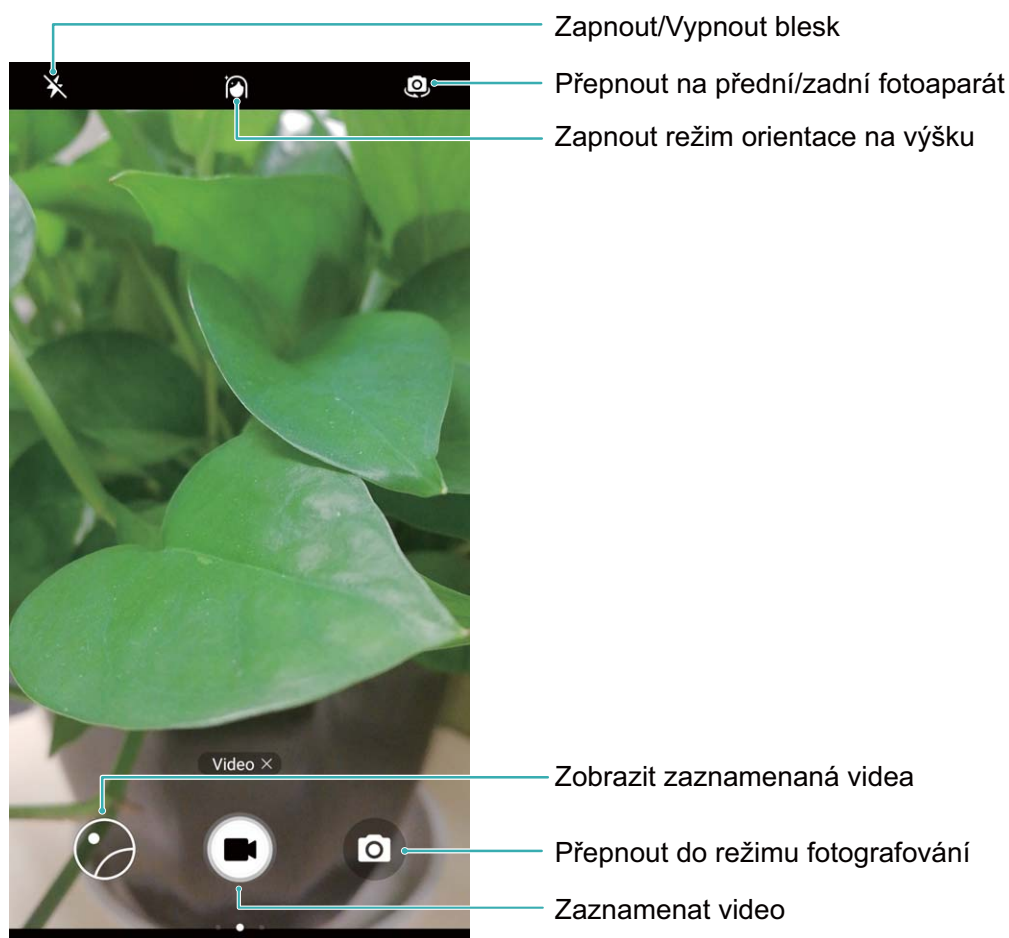 Zapnout/Vypnout blesk
Přepnout na přední/zadní fotoaparát
Zapnout režim orientace na výšku
Video ×
Zobrazit zaznamenaná videa
Přepnout do režimu fotografování
Zaznamenat video